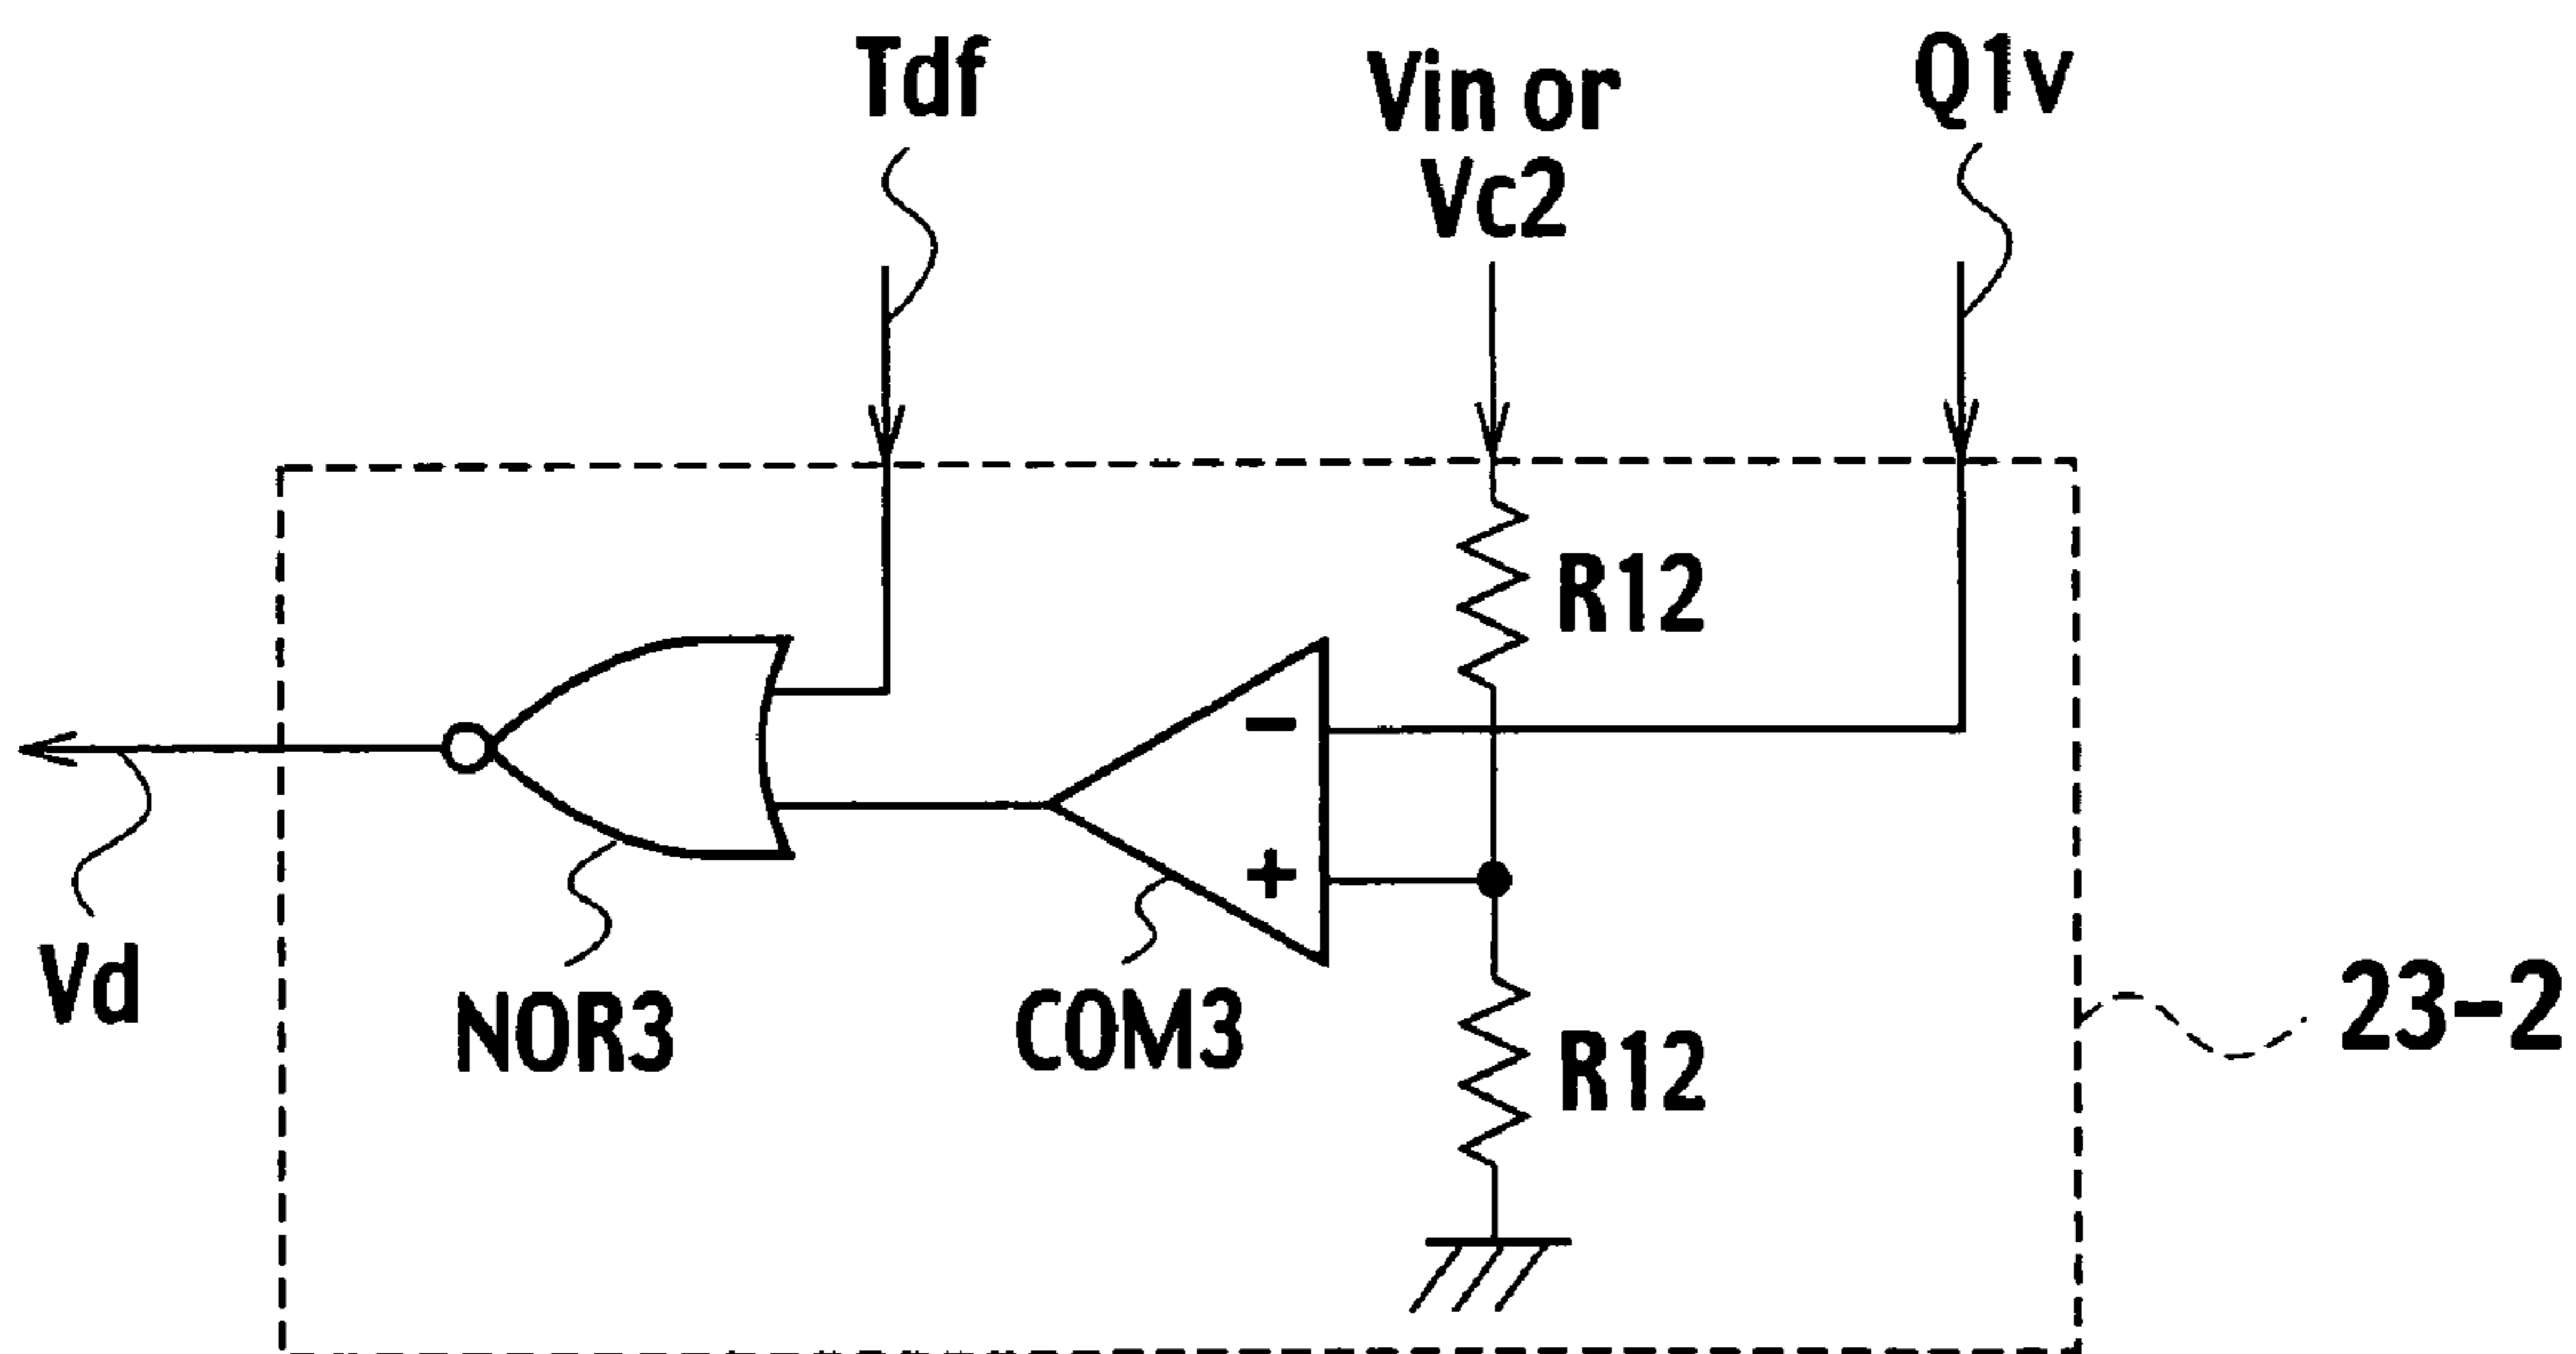 Tdf
Vin or
Vc2
Q1v
R12
-
+
R12
Vd
NOR3
COM3
23-2